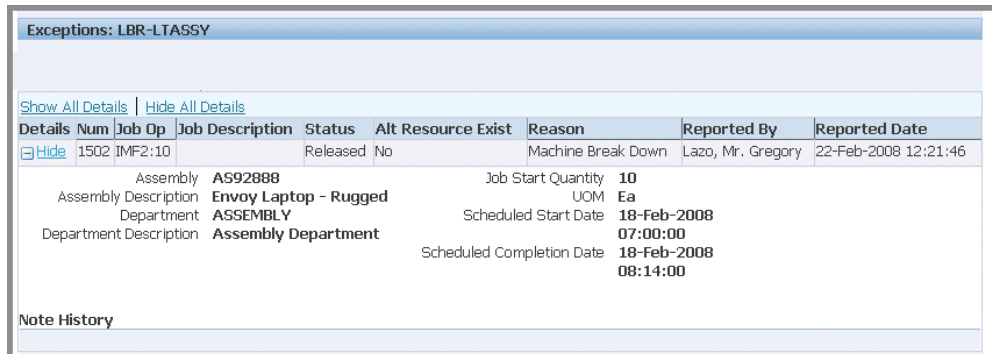 Exceptions: LBR-LTASSY
Show All Details | Hide All Details
Details Num Job Op Job Description Status Alt Resource Exist Reason Reported By Reported Date
Hide 1502 IMF2:10 Released No Machine Break Down Lazo, Mr. Gregory 22-Feb-2008 12:21:46
Assembly AS92888 Job Start Quantity 10
Assembly Description Envoy Laptop - Rugged UOM Ea
Department ASSEMBLY Scheduled Start Date 18-Feb-2008
Department Description Assembly Department 07:00:00
Scheduled Completion Date 18-Feb-2008
08:14:00
Note History